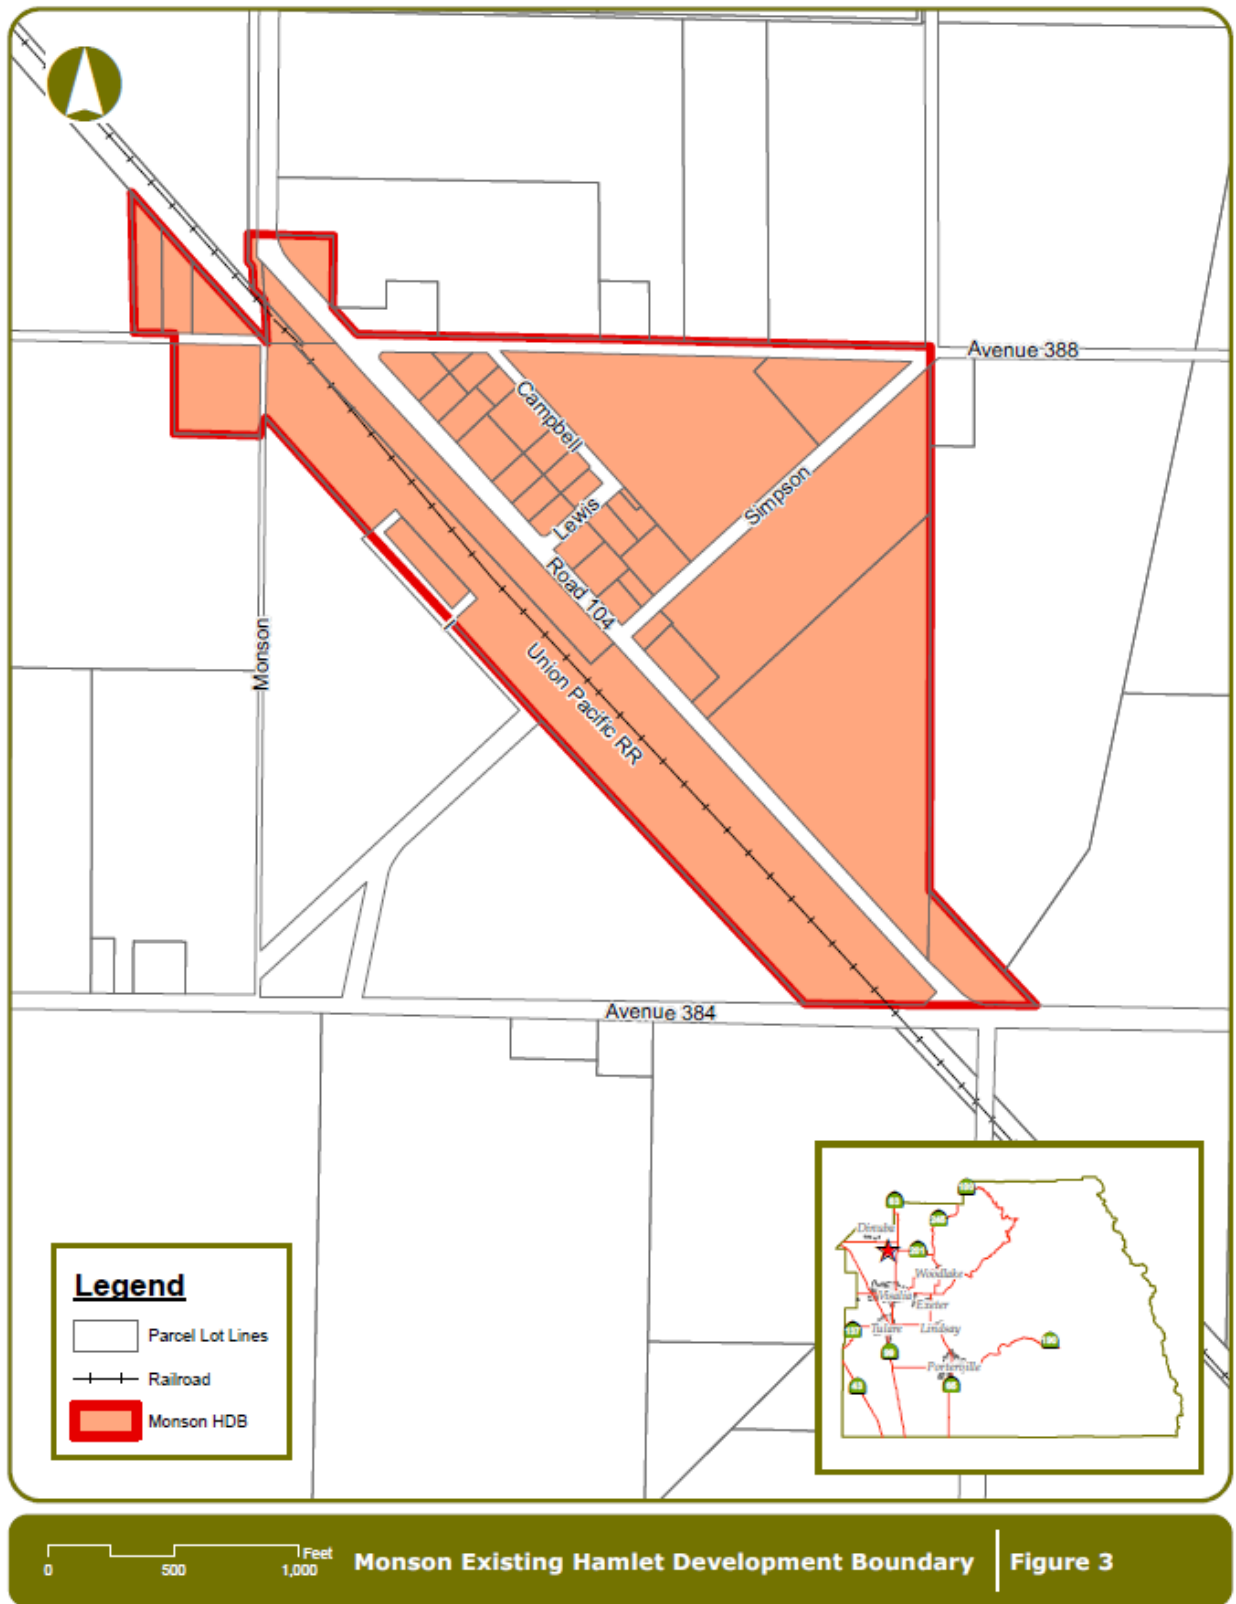 Avenue 388
Campbell
Simpson
Lewis
Road 104
Monson
Union Pacific RR
Avenue 384
Dinuba
Woodlake
Visalia
Exeter
Tulare
Lindsay
Porterville
Legend
Parcel Lot Lines
Railroad
Monson HDB
Feet
0 500 1,000
Monson Existing Hamlet Development Boundary
Figure 3